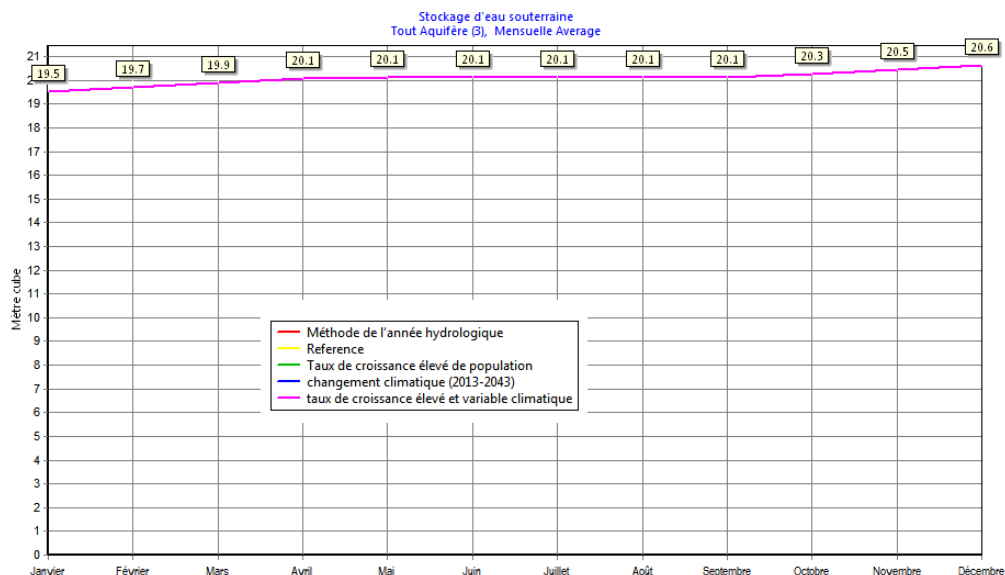 Stockage d'eau souterraine
Tout Aquifère (3), Mensuelle Average
19.5 19.7 19.9 20.1 20.1 20.1 20.1 20.1 20.1 20.3 20.5 20.6
Mètre cube
21
20
19
18
17
16
15
14
13
12
11
10
9
8
7
6
5
4
3
2
1
0
Méthode de l'année hydrologique
Reference
Taux de croissance élevé de population
changement climatique (2013-2043)
taux de croissance élevé et variable climatique
Janvier Février Mars Avril Mai Juin Juillet Août Septembre Octobre Novembre Décembre